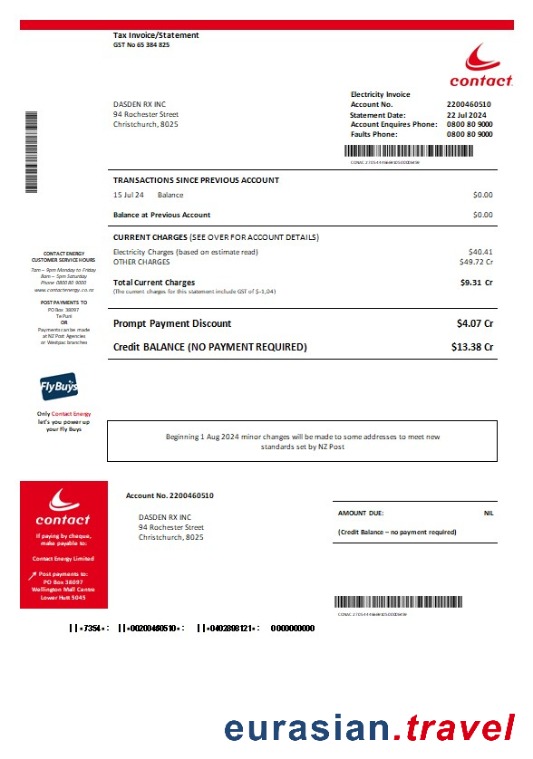 Tax Invoice/Statement
GST No 65 384 825
contact
DASDEN RX INC
94 Rochester Street
Christchurch, 8025
Electricity Invoice
Account No. 2200460510
Statement Date: 22 Jul 2024
Account Enquires Phone: 0800 80 9000
Faults Phone: 0800 80 9000
TRANSACTIONS SINCE PREVIOUS ACCOUNT
15 Jul 24 Balance $0.00
Balance at Previous Account $0.00
CURRENT CHARGES (SEE OVER FOR ACCOUNT DETAILS)
Electricity Charges (based on estimate read) $40.41
OTHER CHARGES $49.72 Cr
Total Current Charges $9.31 Cr
(The current charges for this statement include GST of $-1,04)
Prompt Payment Discount $4.07 Cr
Credit BALANCE (NO PAYMENT REQUIRED) $13.38 Cr
CONTACT ENERGY
CUSTOMER SERVICE HOURS
7am – 9pm Monday to Friday
8am – 5pm Saturday
Phone 0800 80 9000
www.contactenergy.co.nz
POST PAYMENTS TO
PO Box 38097
Te Puni
OR
Payments can be made
at NZ Post Agencies
or Westpac branches
Fly Buys
Only Contact Energy
let's you power up
your Fly Buys
Beginning 1 Aug 2024 minor changes will be made to some addresses to meet new
standards set by NZ Post
contact
If paying by cheque,
make payable to:
Contact Energy Limited
Post payments to:
PO Box 38097
Wellington Mall Centre
Lower Hutt 5045
Account No. 2200460510
DASDEN RX INC
94 Rochester Street
Christchurch, 8025
AMOUNT DUE: NIL
(Credit Balance – no payment required)
||•7354•: ||•00200460510•: ||•0402898121•: 0000000000
eurasian.travel